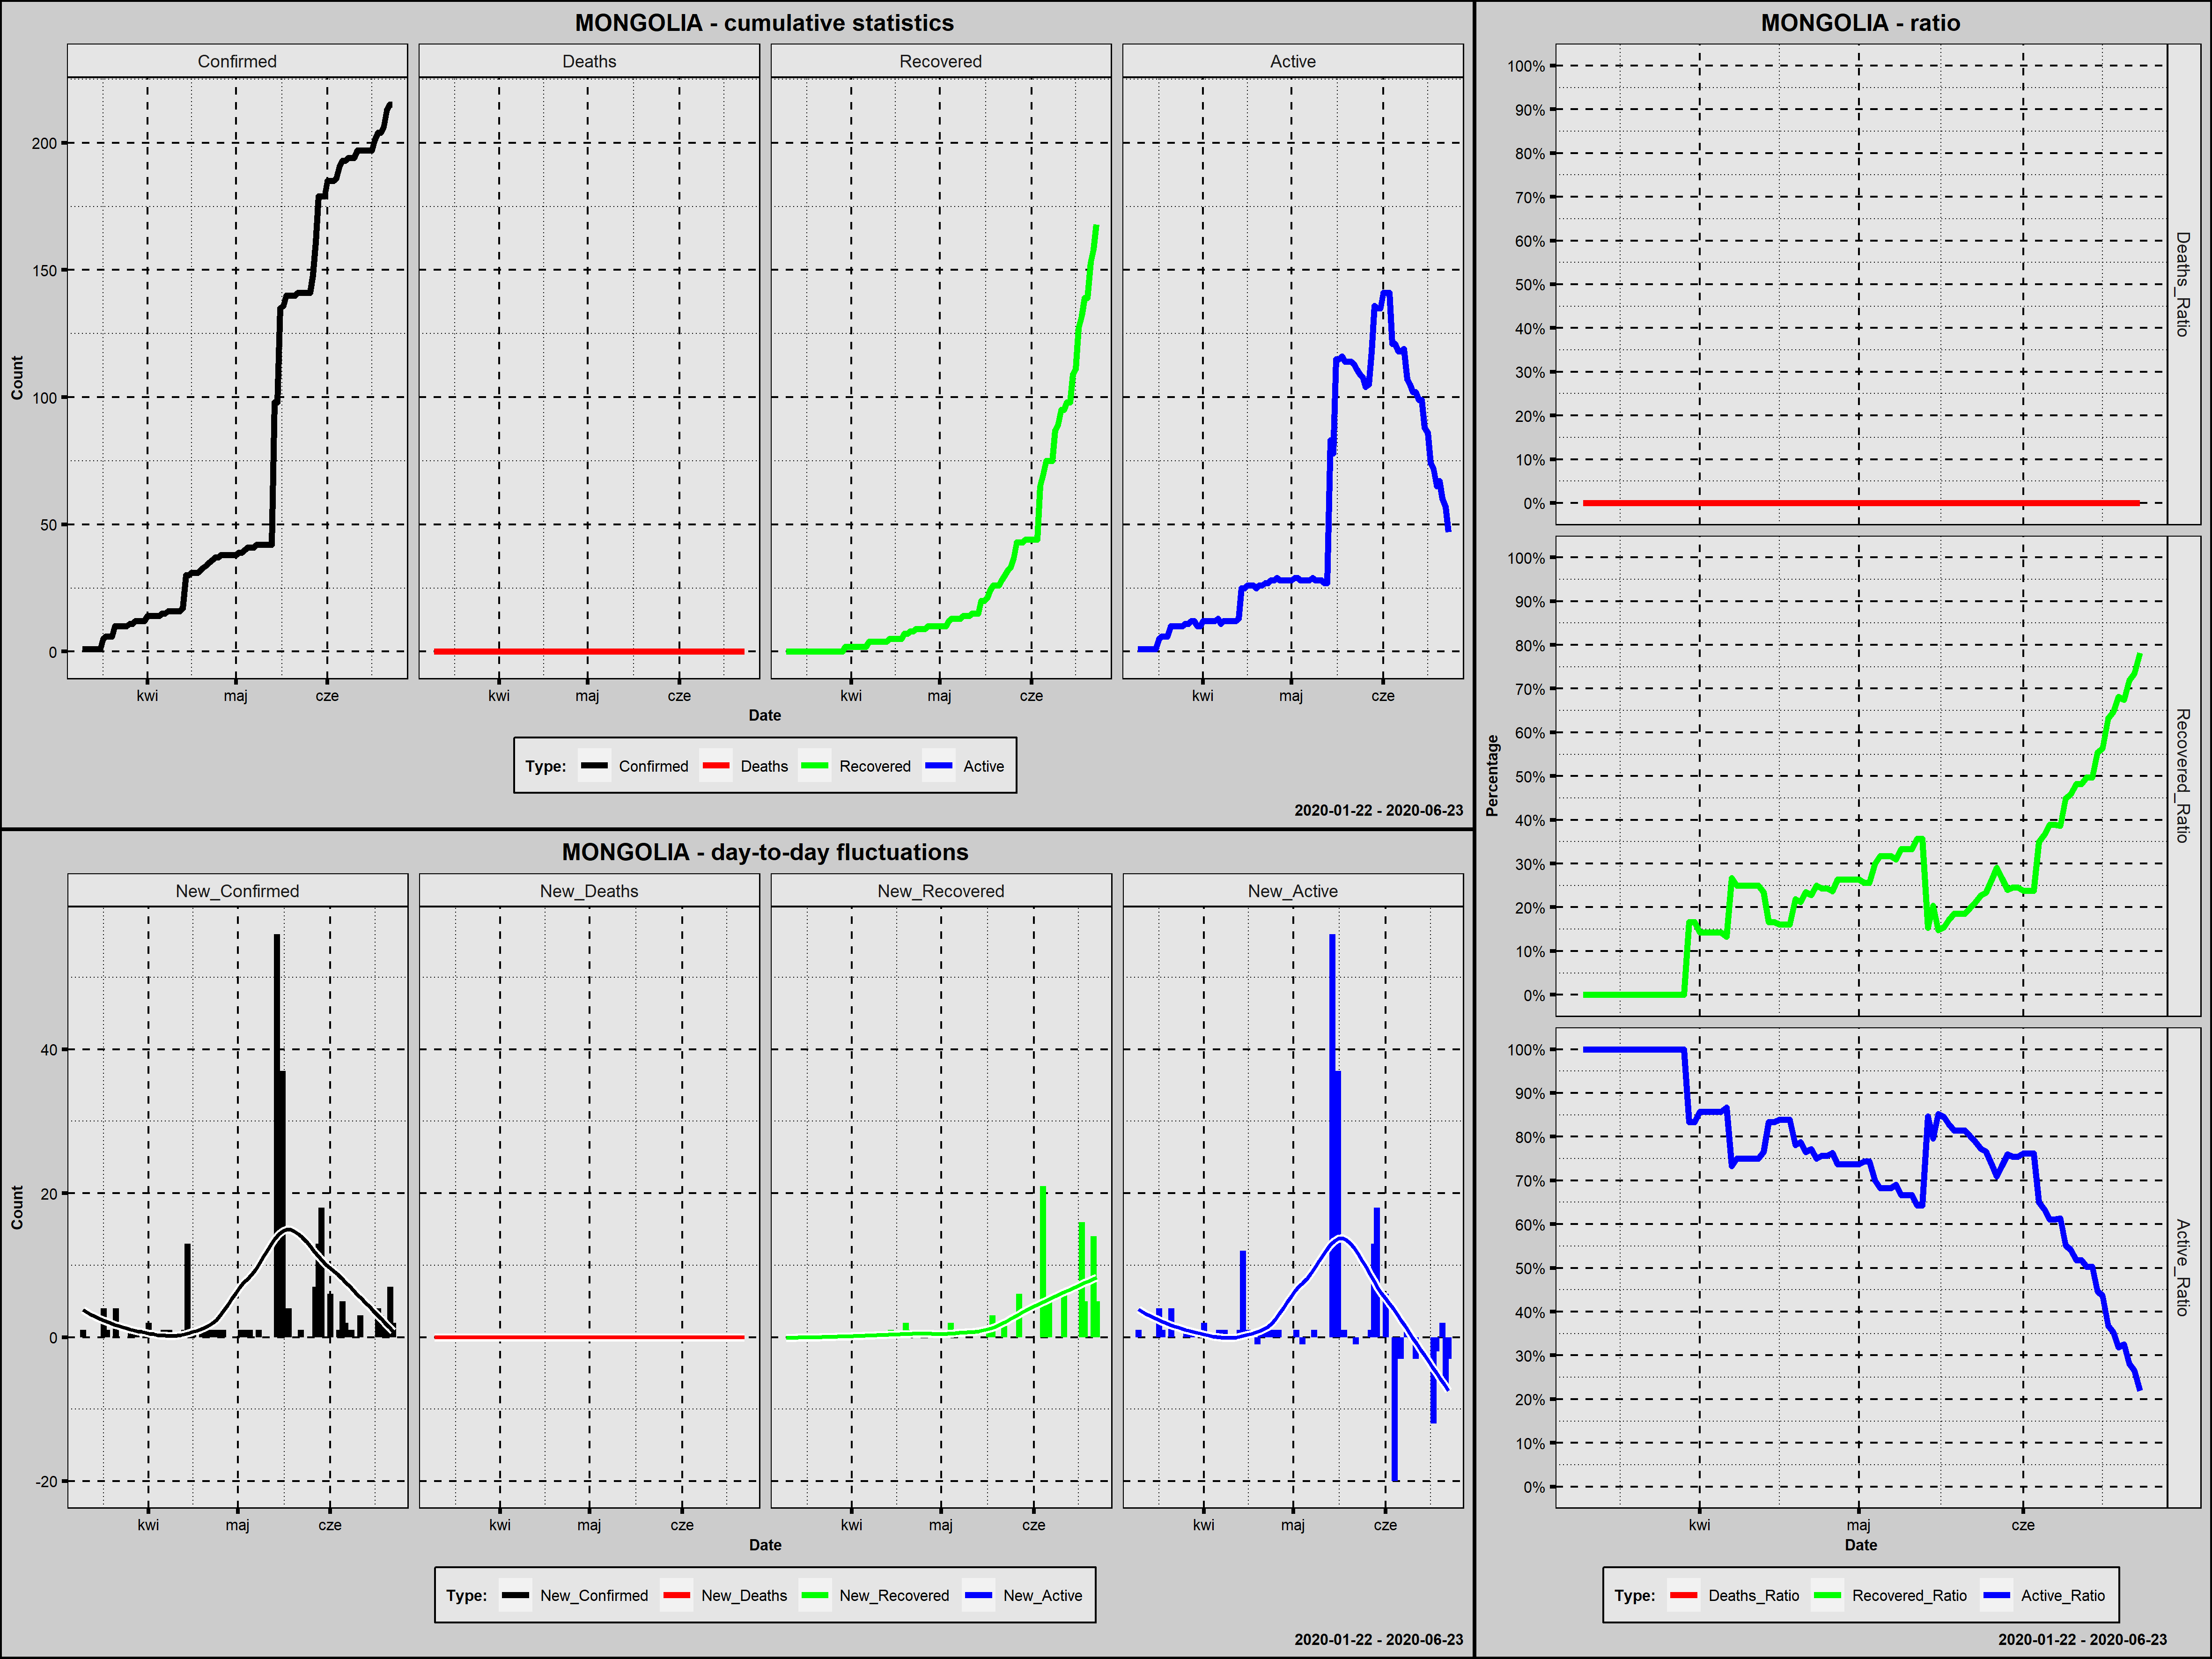 MONGOLIA - cumulative statistics
Confirmed Deaths Recovered Active
Count
200
150
100
50
0
kwi maj cze kwi maj cze kwi maj cze kwi maj cze
Date
Type: Confirmed Deaths Recovered Active
2020-01-22 - 2020-06-23
MONGOLIA - day-to-day fluctuations
New_Confirmed New_Deaths New_Recovered New_Active
Count
40
20
0
-20
kwi maj cze kwi maj cze kwi maj cze kwi maj cze
Date
Type: New_Confirmed New_Deaths New_Recovered New_Active
2020-01-22 - 2020-06-23
MONGOLIA - ratio
Percentage
100%
90%
80%
70%
60%
50%
40%
30%
20%
10%
0%
Deaths_Ratio
100%
90%
80%
70%
60%
50%
40%
30%
20%
10%
0%
Recovered_Ratio
100%
90%
80%
70%
60%
50%
40%
30%
20%
10%
0%
Active_Ratio
kwi maj cze
Date
Type: Deaths_Ratio Recovered_Ratio Active_Ratio
2020-01-22 - 2020-06-23